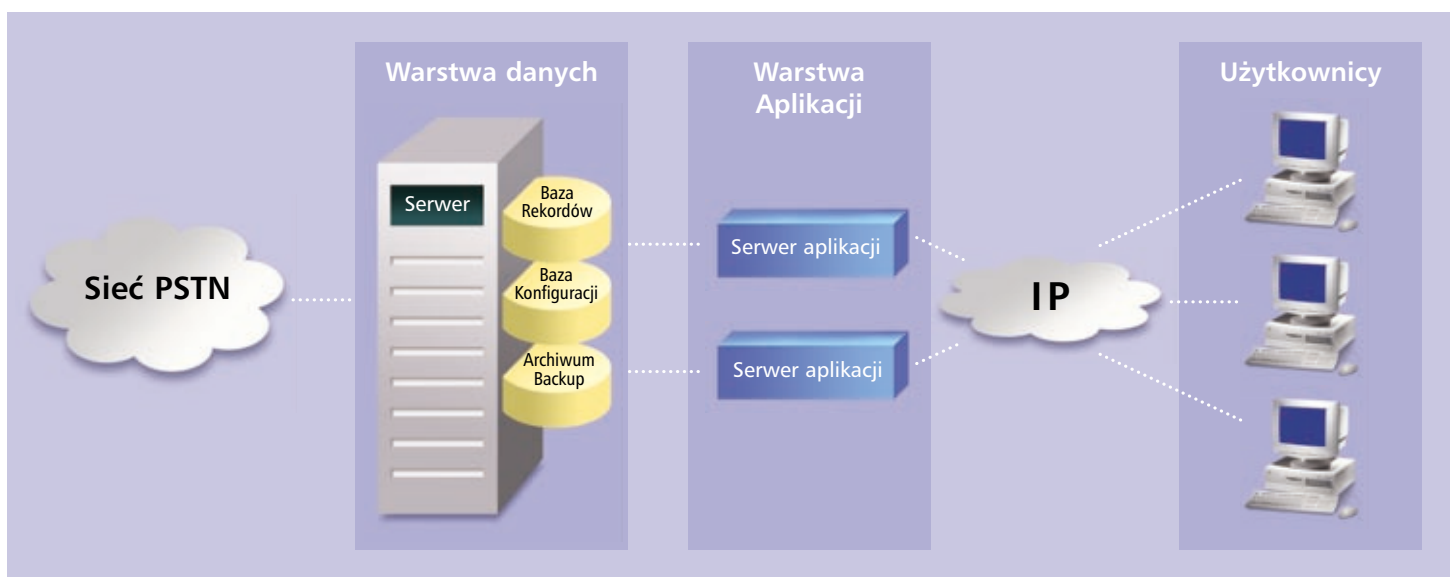 Warstwa danych
Warstwa
Aplikacji
Użytkownicy
Sieć PSTN
Serwer
Baza
Rekordów
Baza
Konfiguracji
Archiwum
Backup
Serwer aplikacji
Serwer aplikacji
IP